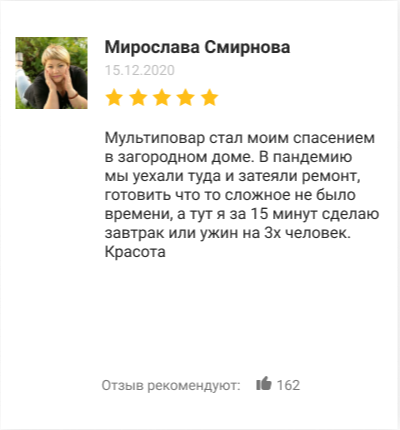 Мирослава Смирнова
15.12.2020
Мультиповар стал моим спасением
в загородном доме. В пандемию
мы уехали туда и затеяли ремонт,
готовить что то сложное не было
времени, а тут я за 15 минут сделаю
завтрак или ужин на 3х человек.
Красота
Отзыв рекомендуют: 162